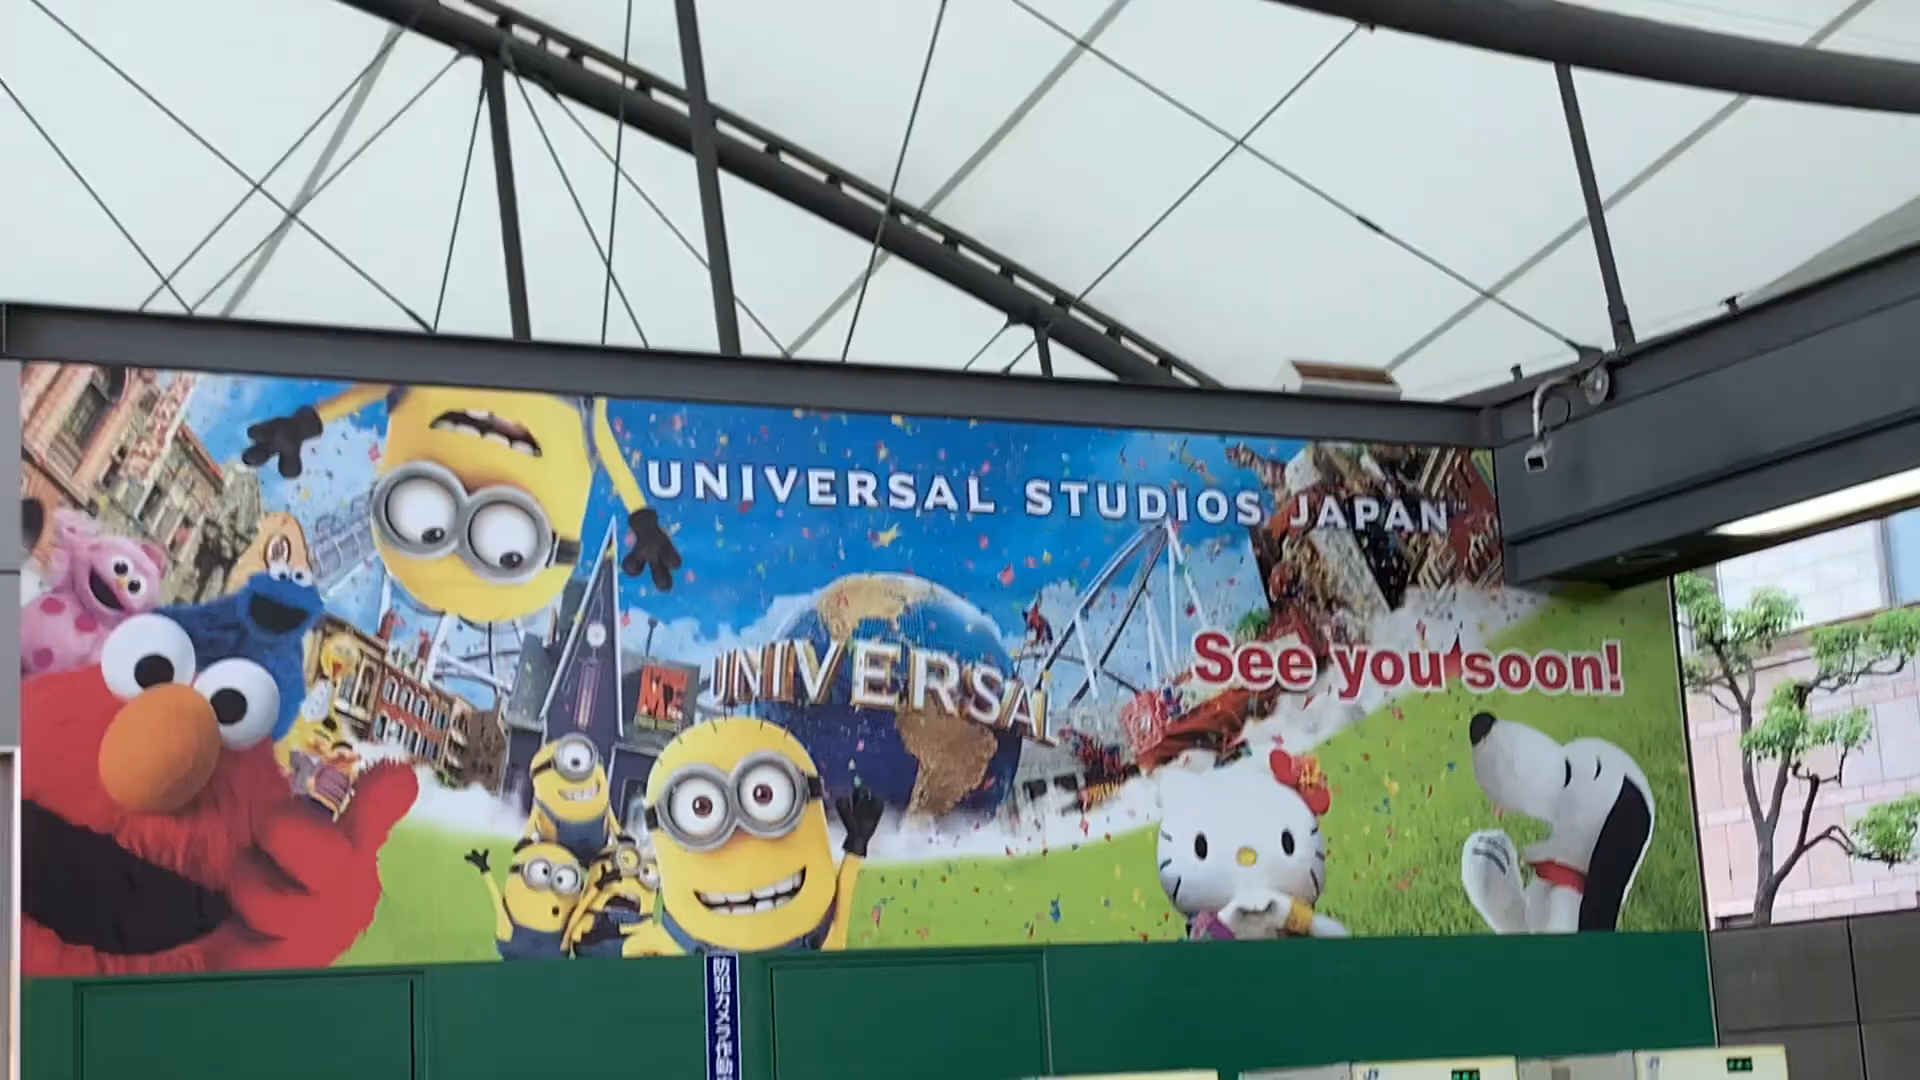 UNIVERSAL STUDIOS JAPAN
UNIVERSAL
See you soon!
防犯カメラ作動